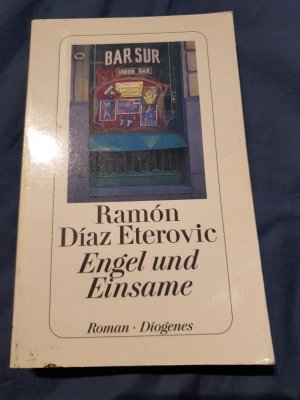 BAR SUR
UNION BAR
Ramón
Díaz Eterovic
Engel und
Einsame
Roman · Diogenes